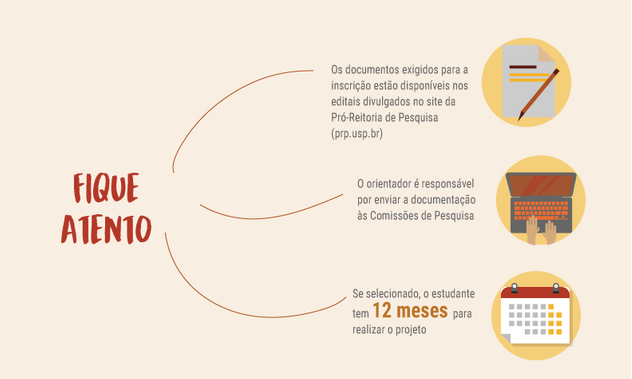 FIQUE
ATENTO
Os documentos exigidos para a
inscrição estão disponíveis nos
editais divulgados no site da
Pró-Reitoria de Pesquisa
(prp.usp.br)
O orientador é responsável
por enviar a documentação
às Comissões de Pesquisa
Se selecionado, o estudante
tem 12 meses para
realizar o projeto